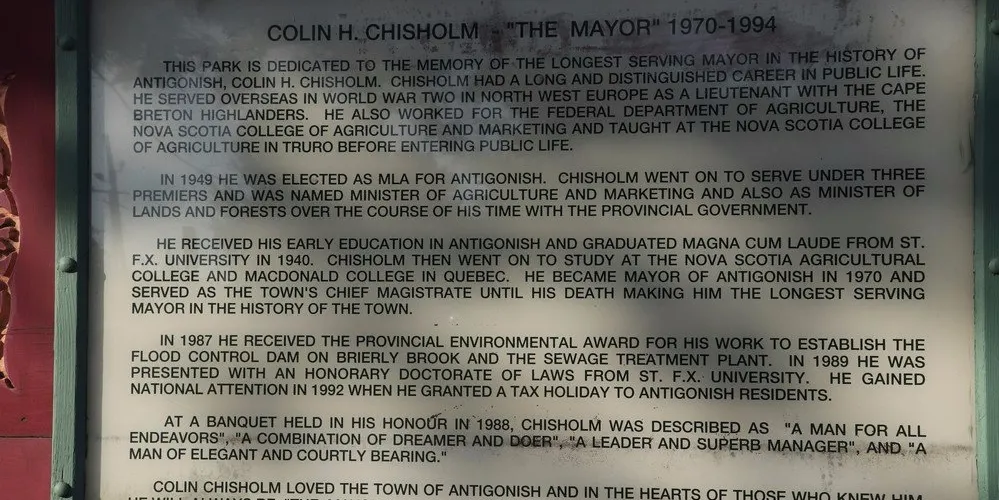 COLIN H. CHISHOLM - "THE MAYOR" 1970-1994
THIS PARK IS DEDICATED TO THE MEMORY OF THE LONGEST SERVING MAYOR IN THE HISTORY OF
ANTIGONISH, COLIN H. CHISHOLM. CHISHOLM HAD A LONG AND DISTINGUISHED CAREER IN PUBLIC LIFE.
HE SERVED OVERSEAS IN WORLD WAR TWO IN NORTH WEST EUROPE AS A LIEUTENANT WITH THE CAPE
BRETON HIGHLANDERS. HE ALSO WORKED FOR THE FEDERAL DEPARTMENT OF AGRICULTURE, THE
NOVA SCOTIA COLLEGE OF AGRICULTURE AND MARKETING AND TAUGHT AT THE NOVA SCOTIA COLLEGE
OF AGRICULTURE IN TRURO BEFORE ENTERING PUBLIC LIFE.
IN 1949 HE WAS ELECTED AS MLA FOR ANTIGONISH. CHISHOLM WENT ON TO SERVE UNDER THREE
PREMIERS AND WAS NAMED MINISTER OF AGRICULTURE AND MARKETING AND ALSO AS MINISTER OF
LANDS AND FORESTS OVER THE COURSE OF HIS TIME WITH THE PROVINCIAL GOVERNMENT.
HE RECEIVED HIS EARLY EDUCATION IN ANTIGONISH AND GRADUATED MAGNA CUM LAUDE FROM ST.
F.X. UNIVERSITY IN 1940. CHISHOLM THEN WENT ON TO STUDY AT THE NOVA SCOTIA AGRICULTURAL
COLLEGE AND MACDONALD COLLEGE IN QUEBEC. HE BECAME MAYOR OF ANTIGONISH IN 1970 AND
SERVED AS THE TOWN'S CHIEF MAGISTRATE UNTIL HIS DEATH MAKING HIM THE LONGEST SERVING
MAYOR IN THE HISTORY OF THE TOWN.
IN 1987 HE RECEIVED THE PROVINCIAL ENVIRONMENTAL AWARD FOR HIS WORK TO ESTABLISH THE
FLOOD CONTROL DAM ON BRIERLY BROOK AND THE SEWAGE TREATMENT PLANT. IN 1989 HE WAS
PRESENTED WITH AN HONORARY DOCTORATE OF LAWS FROM ST. F.X. UNIVERSITY. HE GAINED
NATIONAL ATTENTION IN 1992 WHEN HE GRANTED A TAX HOLIDAY TO ANTIGONISH RESIDENTS.
AT A BANQUET HELD IN HIS HONOUR IN 1988, CHISHOLM WAS DESCRIBED AS "A MAN FOR ALL
ENDEAVORS", "A COMBINATION OF DREAMER AND DOER", "A LEADER AND SUPERB MANAGER", AND "A
MAN OF ELEGANT AND COURTLY BEARING."
COLIN CHISHOLM LOVED THE TOWN OF ANTIGONISH AND IN THE HEARTS OF THOSE WHO KNEW HIM
HE WILL ALWAYS BE "THE